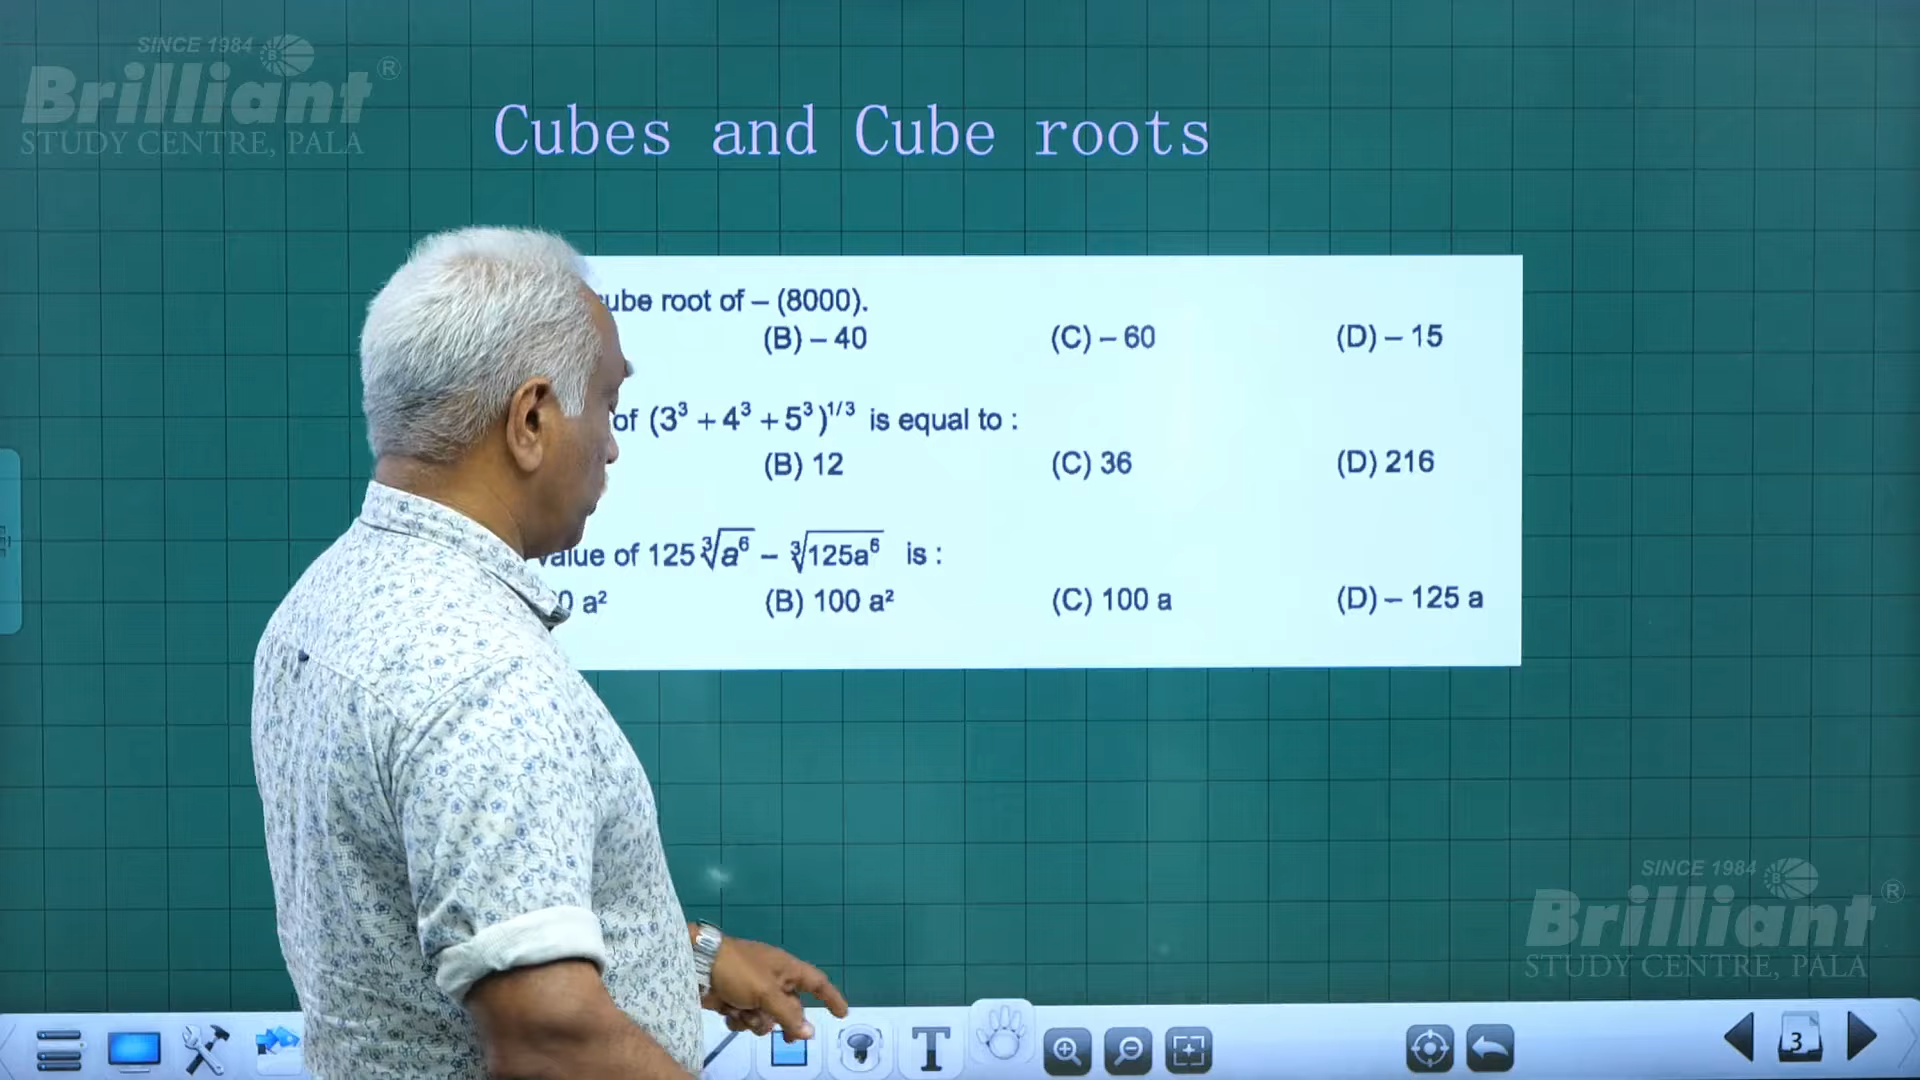 SINCE 1984
Brilliant ®
STUDY CENTRE, PALA
Cubes and Cube roots
root of – (8000).
(B) – 40 (C) – 60 (D) – 15
of (3³ + 4³ + 5³)^1/3 is equal to :
(B) 12 (C) 36 (D) 216
value of 125∛a⁶ – ∛125a⁶ is :
a² (B) 100 a² (C) 100 a (D) – 125 a
SINCE 1984
Brilliant ®
STUDY CENTRE, PALA
T
3